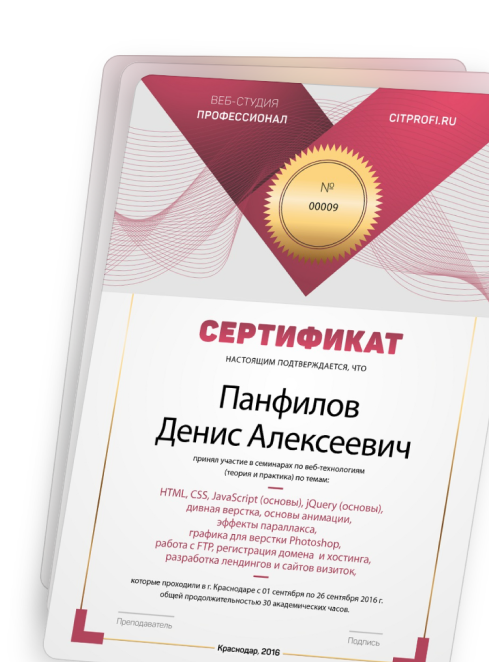 ВЕБ-СТУДИЯ
ПРОФЕССИОНАЛ
CITPROFI.RU
№
00009
СЕРТИФИКАТ
НАСТОЯЩИМ ПОДТВЕРЖДАЕТСЯ, ЧТО
Панфилов
Денис Алексеевич
принял участие в семинарах по веб-технологиям
(теория и практика) по темам:
HTML, CSS, JavaScript (основы), jQuery (основы),
дивная верстка, основы анимации,
эффекты параллакса,
графика для верстки Photoshop,
работа с FTP, регистрация домена и хостинга,
разработка лендингов и сайтов визиток,
которые проходили в г. Краснодаре с 01 сентября по 26 сентября 2016 г.
общей продолжительностью 30 академических часов.
Преподаватель
Подпись
Краснодар, 2016